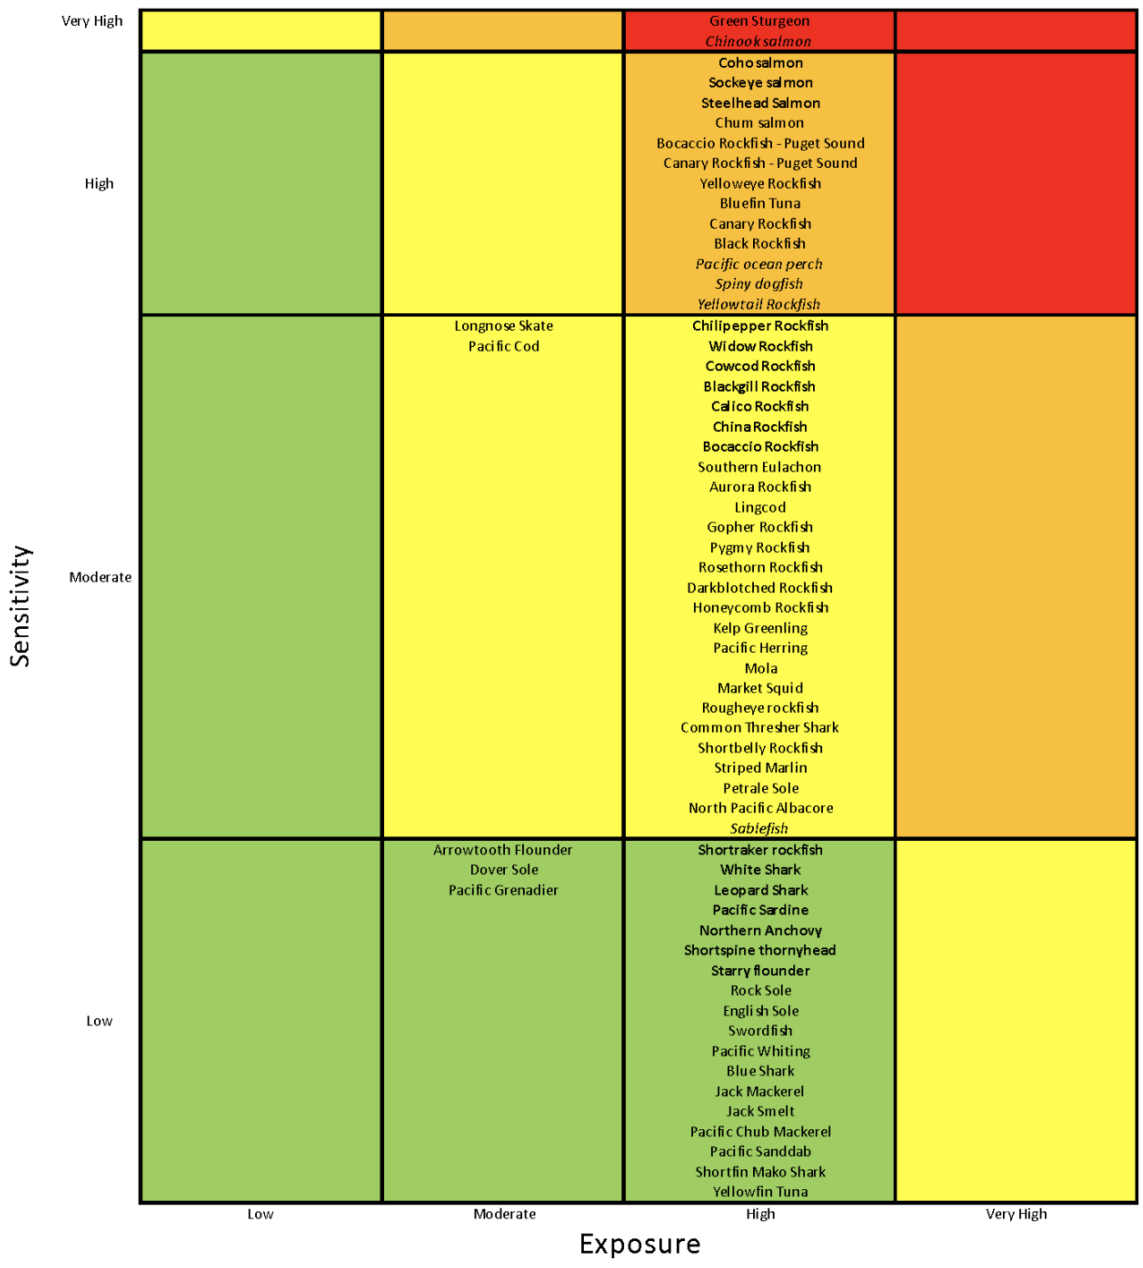 Very High
Green Sturgeon
Chinook salmon
Coho salmon
Sockeye salmon
Steelhead Salmon
Chum salmon
Bocaccio Rockfish - Puget Sound
Canary Rockfish - Puget Sound
High
Yelloweye Rockfish
Bluefin Tuna
Canary Rockfish
Black Rockfish
Pacific ocean perch
Spiny dogfish
Yellowtail Rockfish
Longnose Skate
Pacific Cod
Chilipepper Rockfish
Widow Rockfish
Cowcod Rockfish
Blackgill Rockfish
Calico Rockfish
China Rockfish
Bocaccio Rockfish
Southern Eulachon
Aurora Rockfish
Lingcod
Gopher Rockfish
Pygmy Rockfish
Rosethorn Rockfish
Moderate
Darkblotched Rockfish
Honeycomb Rockfish
Sensitivity
Kelp Greenling
Pacific Herring
Mola
Market Squid
Rougheye rockfish
Common Thresher Shark
Shortbelly Rockfish
Striped Marlin
Petrale Sole
North Pacific Albacore
Sablefish
Arrowtooth Flounder
Dover Sole
Pacific Grenadier
Shortraker rockfish
White Shark
Leopard Shark
Pacific Sardine
Northern Anchovy
Shortspine thornyhead
Starry flounder
Rock Sole
English Sole
Low
Swordfish
Pacific Whiting
Blue Shark
Jack Mackerel
Jack Smelt
Pacific Chub Mackerel
Pacific Sanddab
Shortfin Mako Shark
Yellowfin Tuna
Low
Moderate
High
Very High
Exposure